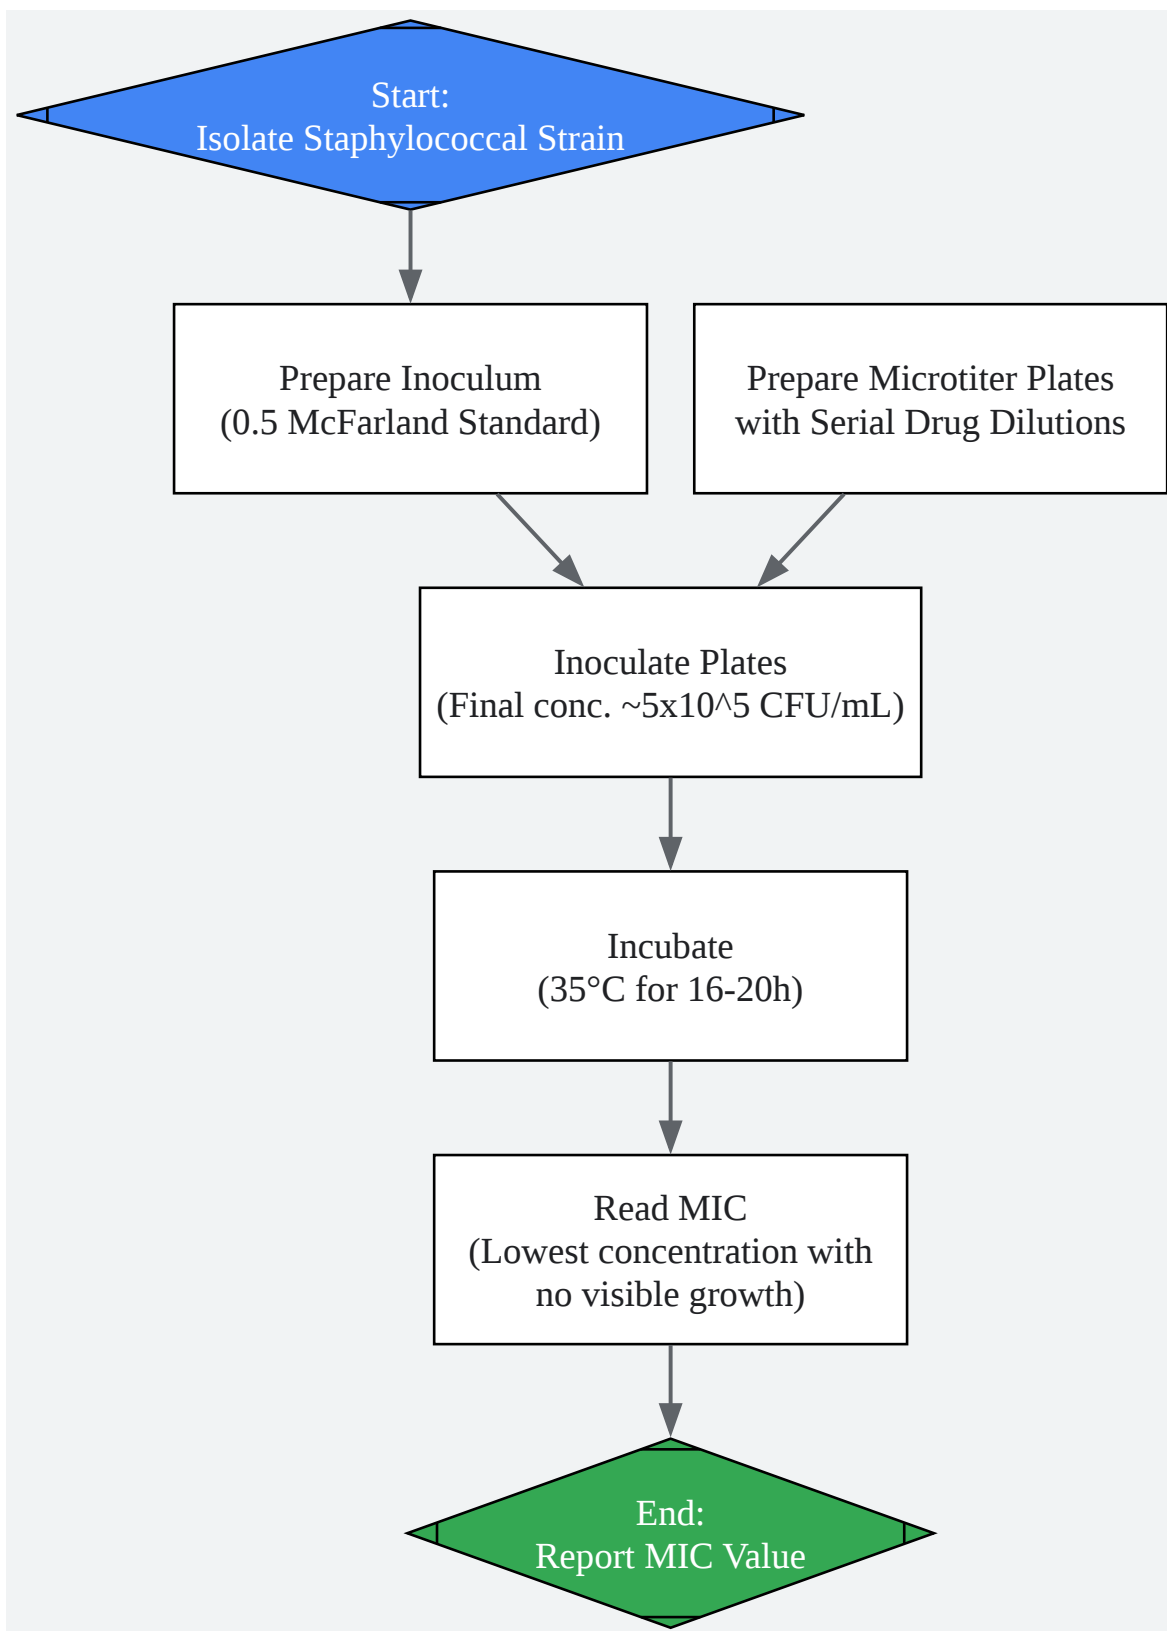 Start:
Isolate Staphylococcal Strain
Prepare Inoculum
(0.5 McFarland Standard)
Prepare Microtiter Plates
with Serial Drug Dilutions
Inoculate Plates
(Final conc. ~5x10^5 CFU/mL)
Incubate
(35°C for 16-20h)
Read MIC
(Lowest concentration with
no visible growth)
End:
Report MIC Value